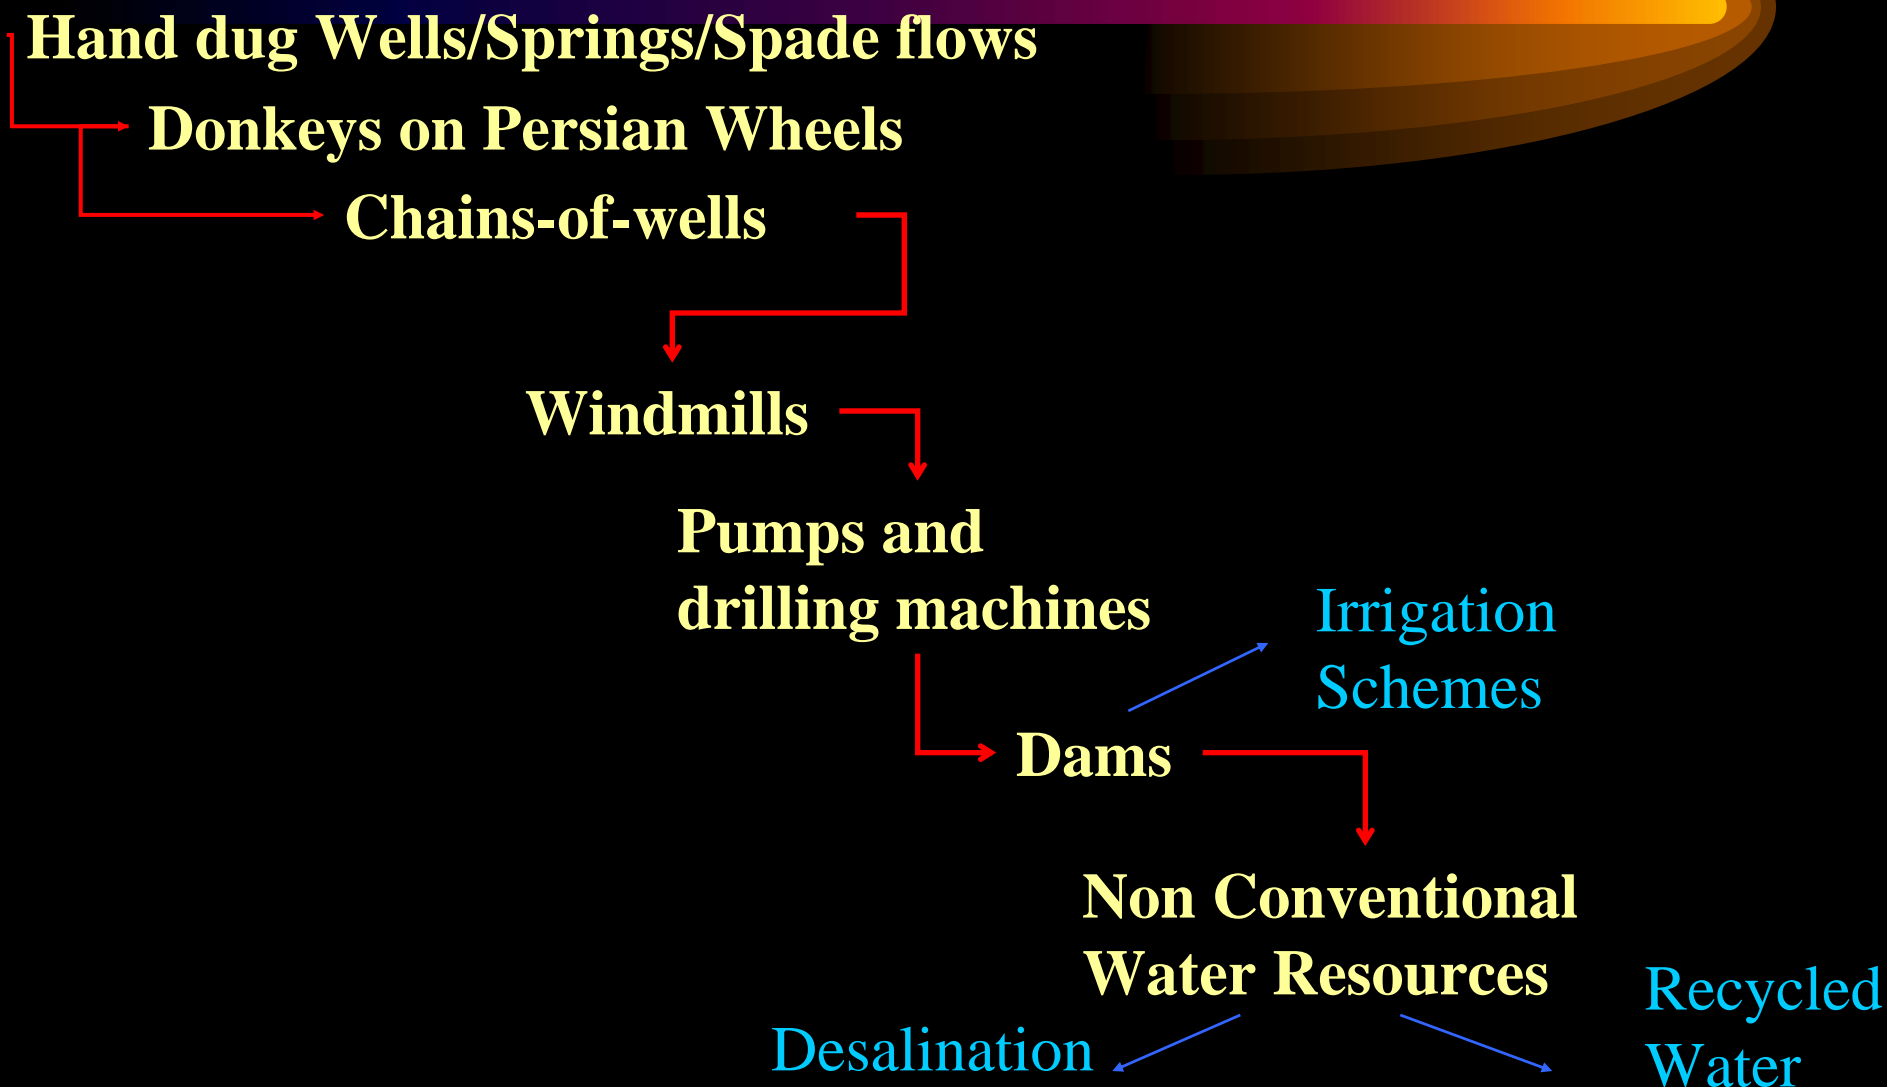 Hand dug Wells/Springs/Spade flows
Donkeys on Persian Wheels
Chains-of-wells
Windmills
Pumps and
drilling machines
Irrigation
Schemes
Dams
Non Conventional
Water Resources
Desalination
Recycled
Water